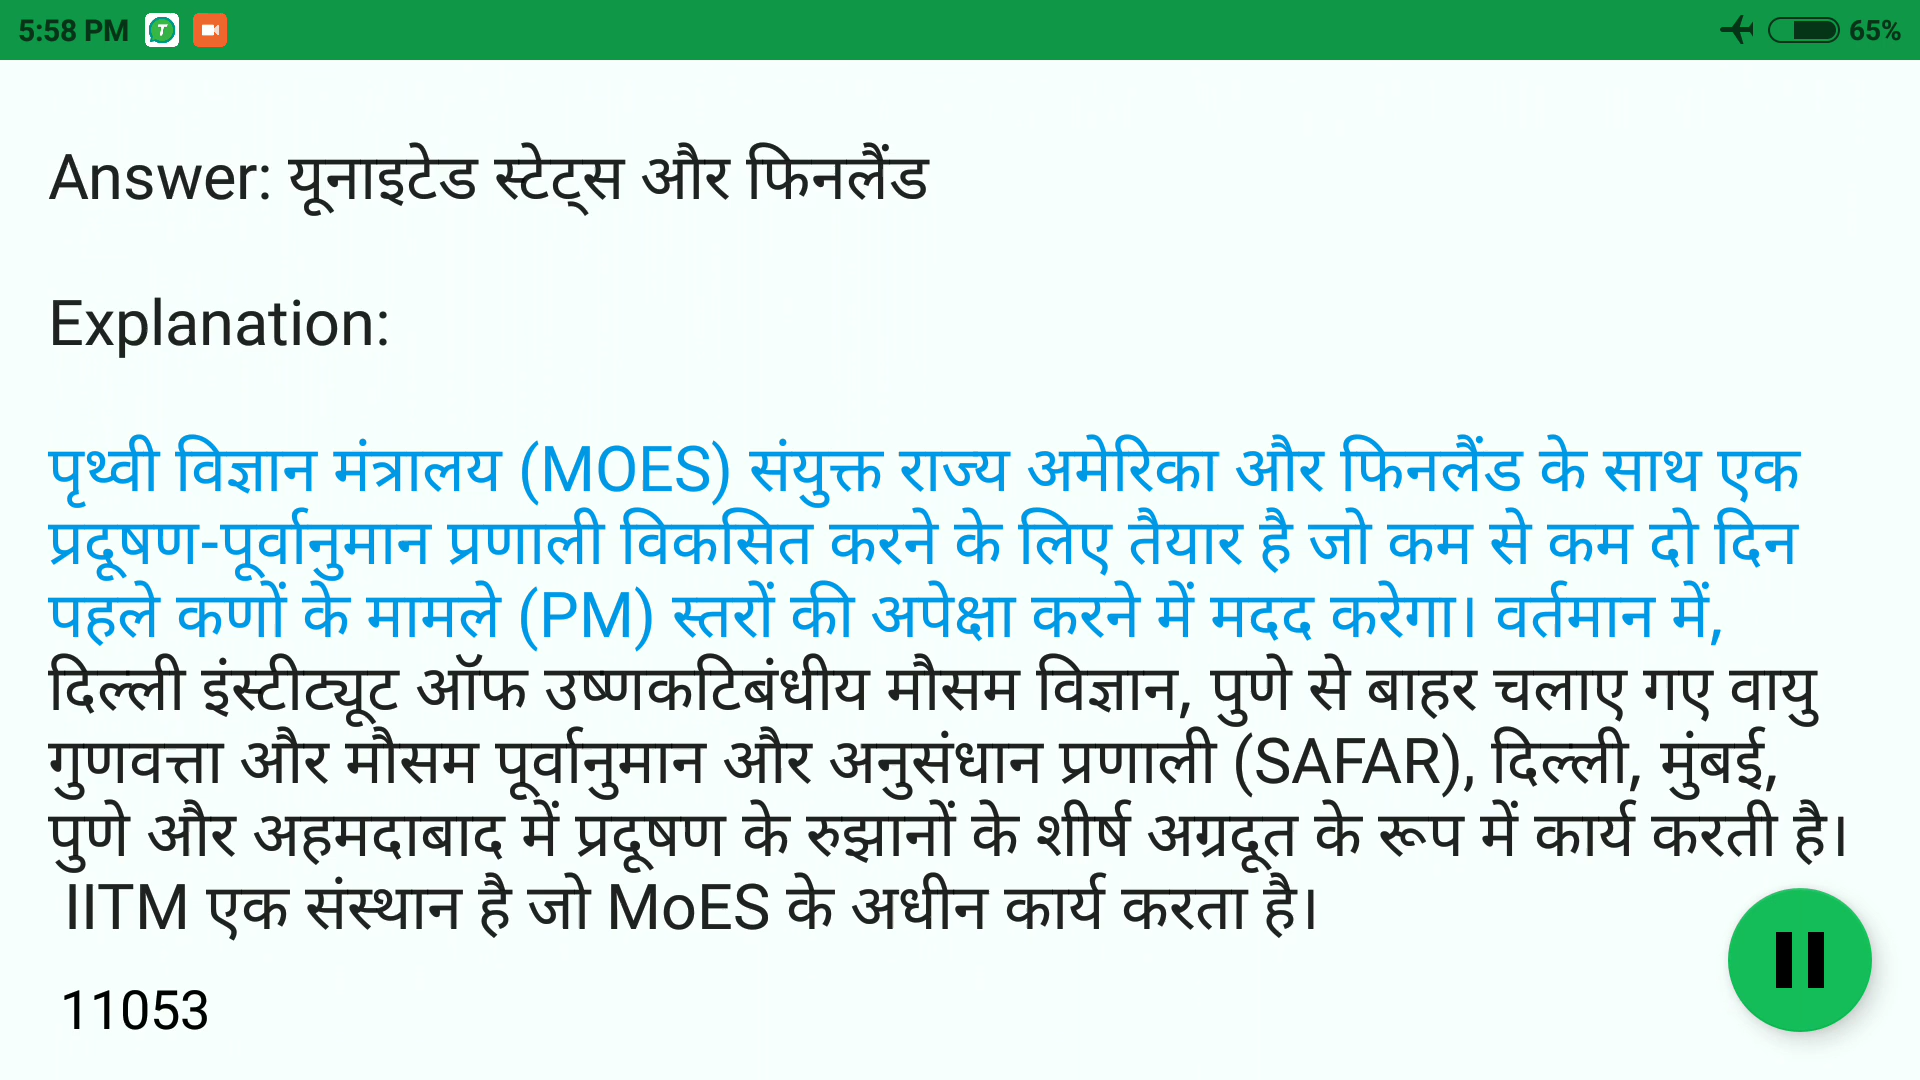 5:58 PM 65%
Answer: यूनाइटेड स्टेट्स और फिनलैंड
Explanation:
पृथ्वी विज्ञान मंत्रालय (MOES) संयुक्त राज्य अमेरिका और फिनलैंड के साथ एक
प्रदूषण-पूर्वानुमान प्रणाली विकसित करने के लिए तैयार है जो कम से कम दो दिन
पहले कणों के मामले (PM) स्तरों की अपेक्षा करने में मदद करेगा। वर्तमान में,
दिल्ली इंस्टीट्यूट ऑफ उष्णकटिबंधीय मौसम विज्ञान, पुणे से बाहर चलाए गए वायु
गुणवत्ता और मौसम पूर्वानुमान और अनुसंधान प्रणाली (SAFAR), दिल्ली, मुंबई,
पुणे और अहमदाबाद में प्रदूषण के रुझानों के शीर्ष अग्रदूत के रूप में कार्य करती है।
IITM एक संस्थान है जो MoES के अधीन कार्य करता है।
11053